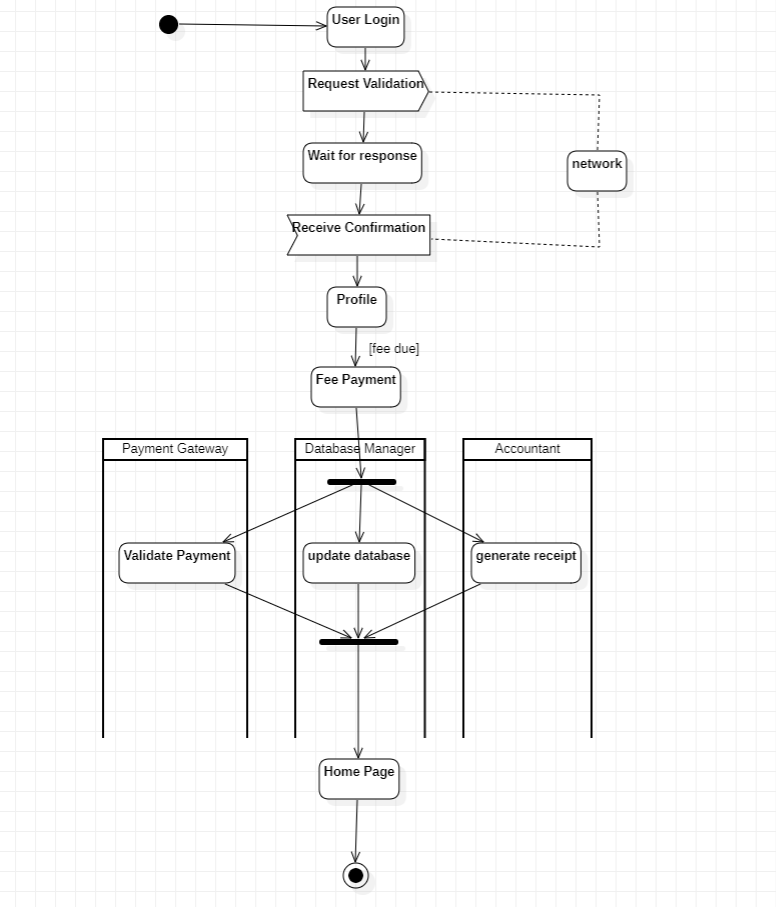 User Login
Request Validation
Wait for response
network
Receive Confirmation
Profile
[fee due]
Fee Payment
Payment Gateway
Database Manager
Accountant
Validate Payment
update database
generate receipt
Home Page